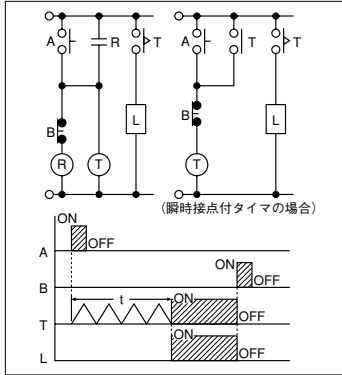 A R T A T T
B L B L
R T T
(瞬時接点付タイマの場合)
ON
A OFF
ON
B OFF
t ON
T OFF
ON
L OFF